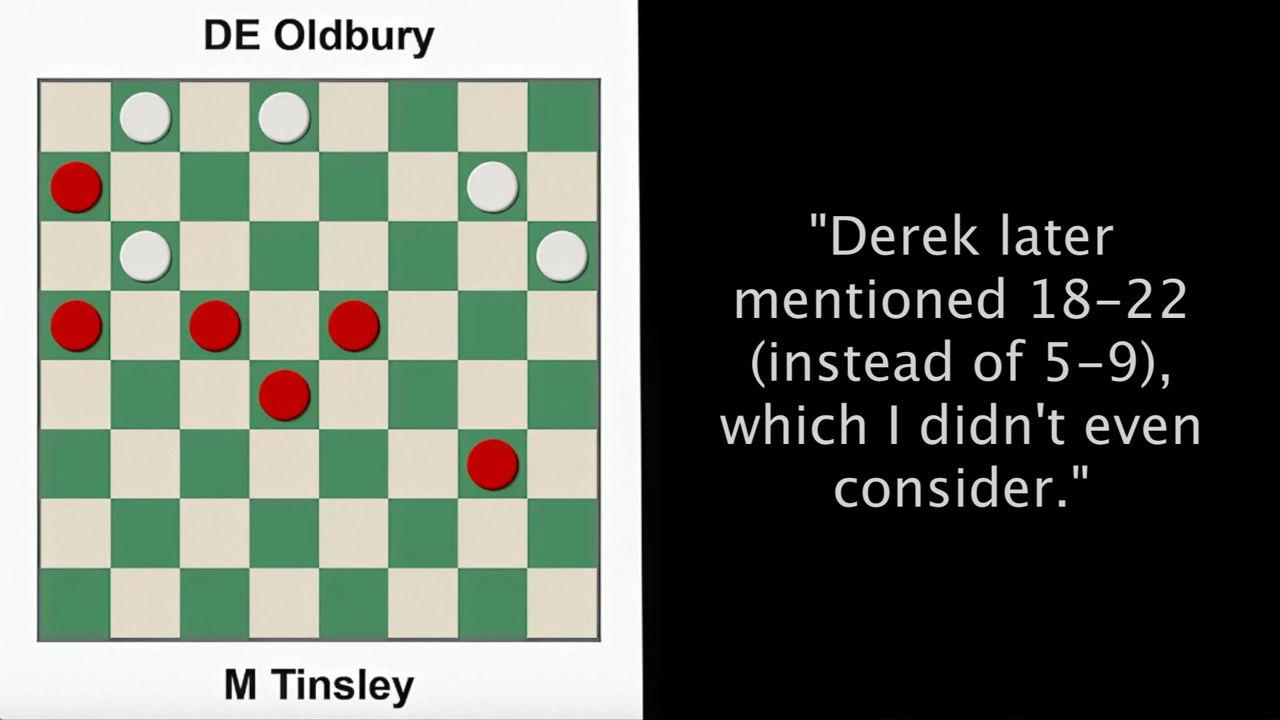 DE Oldbury
"Derek later
mentioned 18–22
(instead of 5–9),
which I didn't even
consider."
M Tinsley